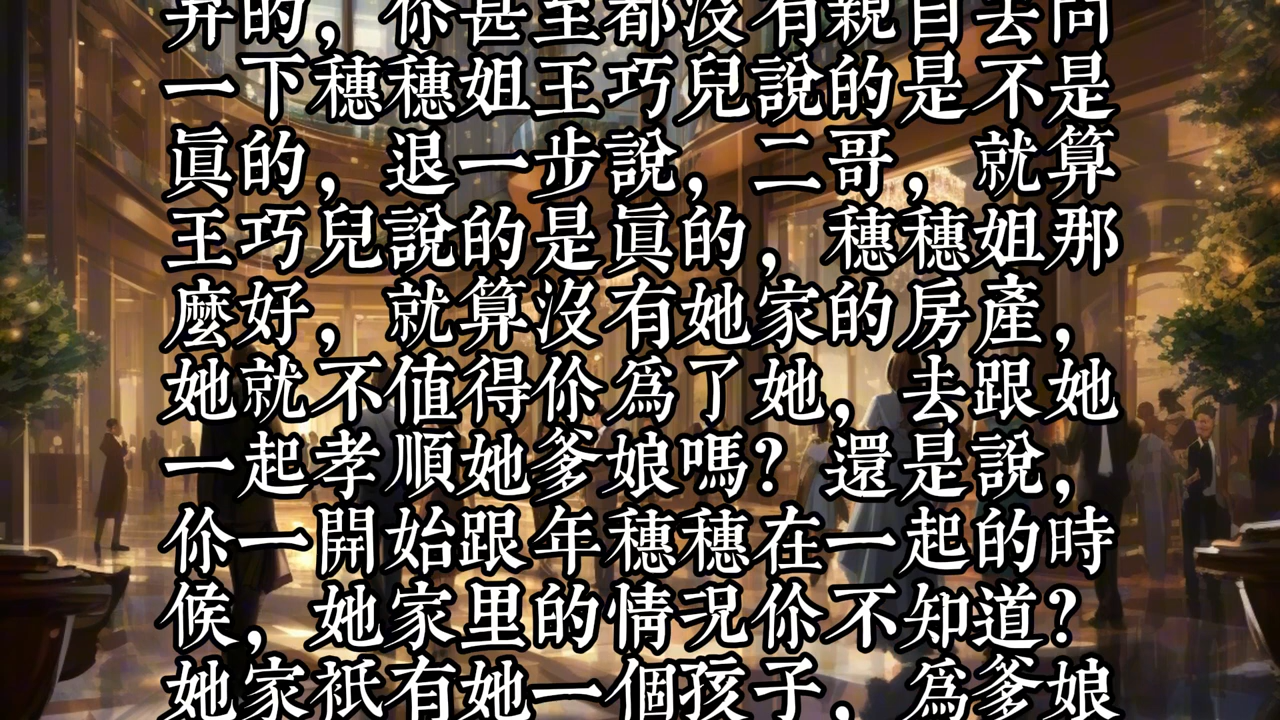 弃的，你甚至都沒有親自去問
一下穗穗姐王巧兒說的是不是
眞的，退一步說，二哥，就算
王巧兒說的是眞的，穗穗姐那
麼好，就算沒有她家的房產，
她就不值得你爲了她，去跟她
一起孝順她爹娘嗎？還是說，
你一開始跟年穗穗在一起的時
候，她家里的情況你不知道？
她家衹有她一個孩子，爲爹娘